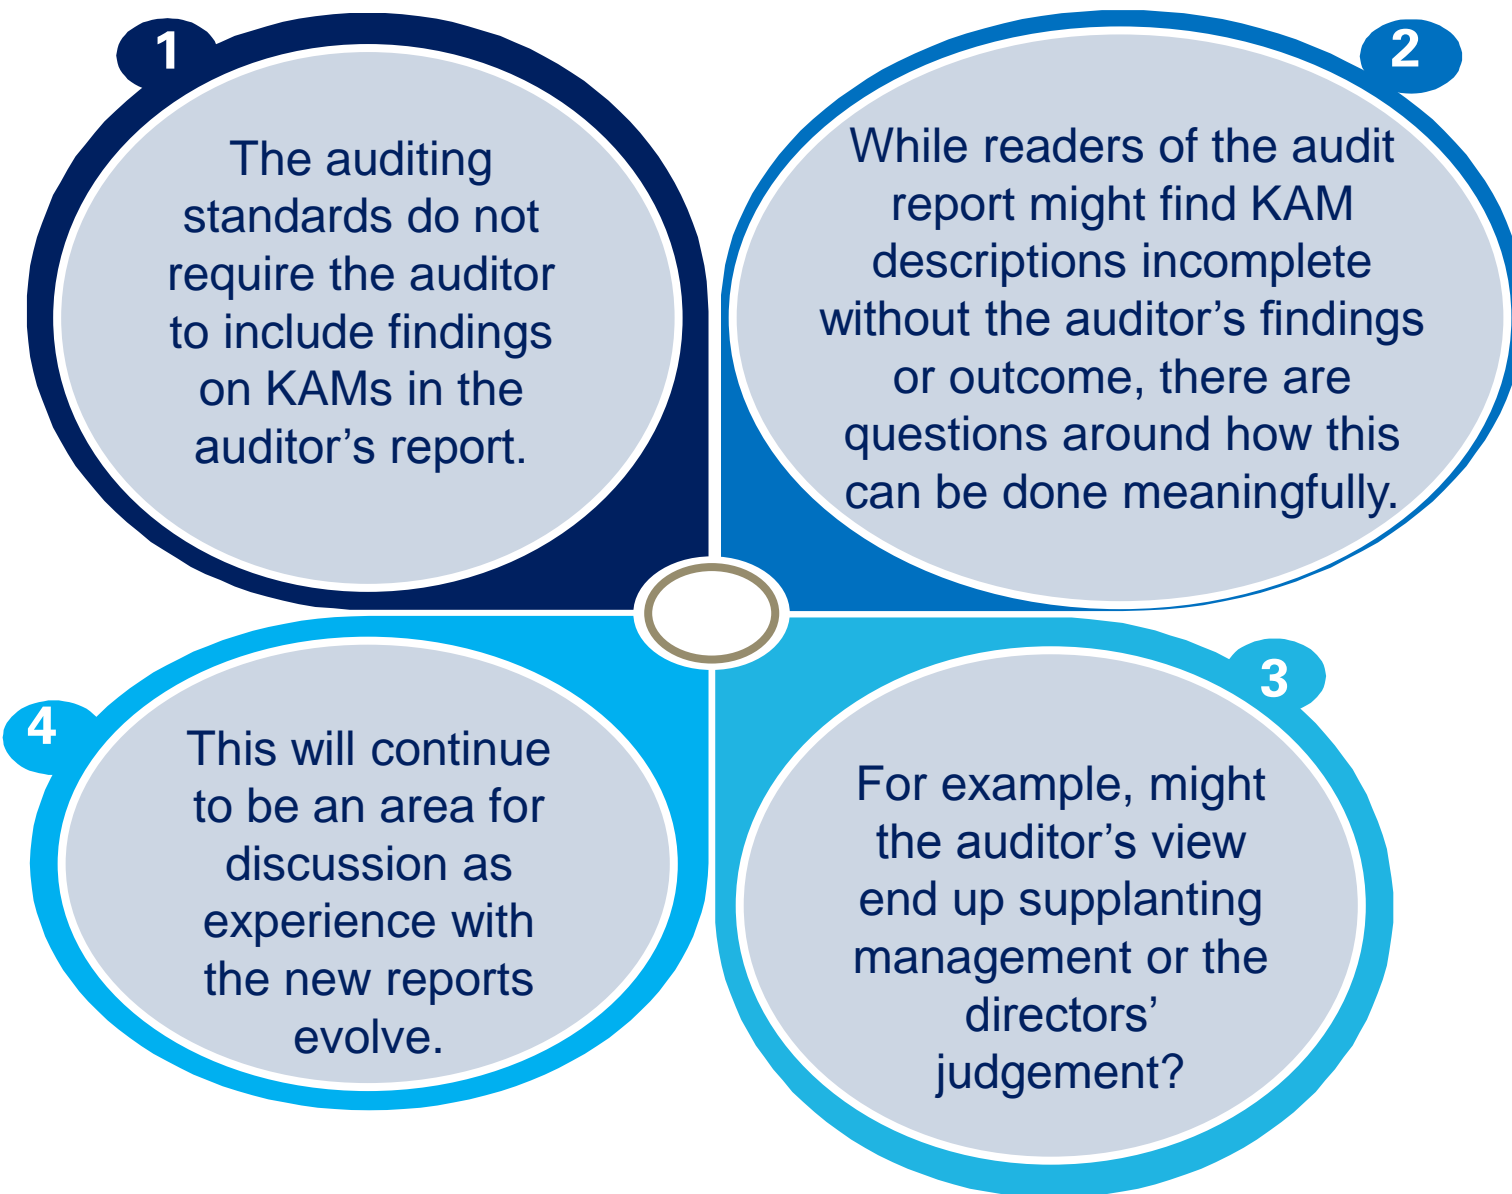 1
The auditing
standards do not
require the auditor
to include findings
on KAMs in the
auditor’s report.
2
While readers of the audit
report might find KAM
descriptions incomplete
without the auditor’s findings
or outcome, there are
questions around how this
can be done meaningfully.
3
For example, might
the auditor’s view
end up supplanting
management or the
directors’
judgement?
4
This will continue
to be an area for
discussion as
experience with
the new reports
evolve.